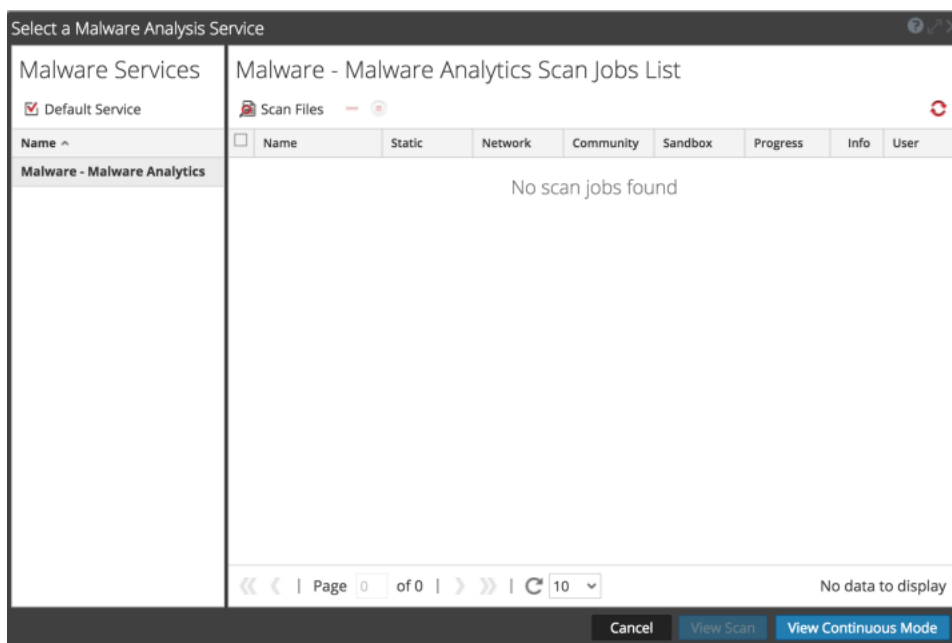 Select a Malware Analysis Service
Malware Services
Default Service
Name
Malware - Malware Analytics
Malware - Malware Analytics Scan Jobs List
Scan Files
Name Static Network Community Sandbox Progress Info User
No scan jobs found
Page 0 of 0 10 No data to display
Cancel View Scan View Continuous Mode